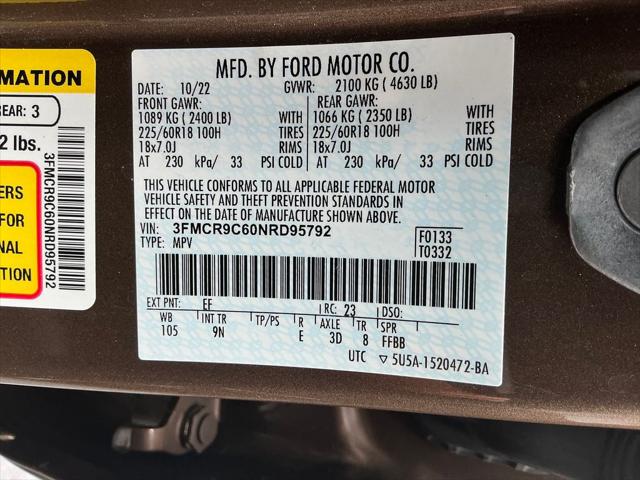 MFD. BY FORD MOTOR CO.
DATE: 10/22 GVWR: 2100 KG ( 4630 LB)
FRONT GAWR: REAR GAWR:
1089 KG ( 2400 LB) WITH 1066 KG ( 2350 LB) WITH
225/60R18 100H TIRES 225/60R18 100H TIRES
18x7.0J RIMS 18x7.0J RIMS
AT 230 kPa/ 33 PSI COLD AT 230 kPa/ 33 PSI COLD
THIS VEHICLE CONFORMS TO ALL APPLICABLE FEDERAL MOTOR
VEHICLE SAFETY AND THEFT PREVENTION STANDARDS IN
EFFECT ON THE DATE OF MANUFACTURE SHOWN ABOVE.
VIN: 3FMCR9C60NRD95792 F0133
TYPE: MPV T0332
EXT PNT: EF RC: 23 DSO:
WB INT TR TP/PS R AXLE TR SPR
105 9N E 3D 8 FFBB
UTC ▽ 5U5A-1520472-BA
RMATION
REAR: 3
2 lbs.
3FMCR9C60NRD95792
ERS
FOR
NAL
TION